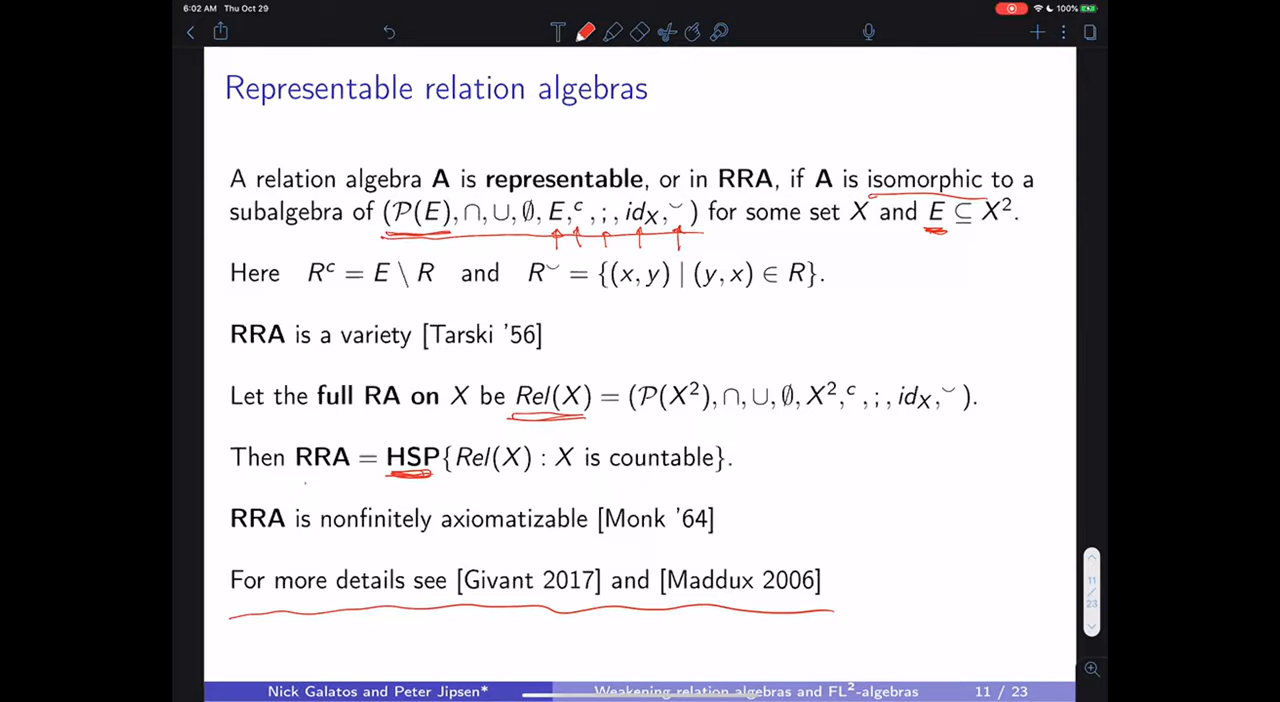 6:02 AM Thu Oct 29 100%
Representable relation algebras
A relation algebra A is representable, or in RRA, if A is isomorphic to a
subalgebra of (𝒫(E), ∩, ∪, ∅, E, ᶜ, ;, id_X, ˘) for some set X and E ⊆ X².
Here Rᶜ = E \ R and R˘ = {(x, y) | (y, x) ∈ R}.
RRA is a variety [Tarski '56]
Let the full RA on X be Rel(X) = (𝒫(X²), ∩, ∪, ∅, X², ᶜ, ;, id_X, ˘).
Then RRA = HSP{Rel(X) : X is countable}.
RRA is nonfinitely axiomatizable [Monk '64]
For more details see [Givant 2017] and [Maddux 2006]
11
/
23
Nick Galatos and Peter Jipsen* Weakening relation algebras and FL²-algebras 11 / 23